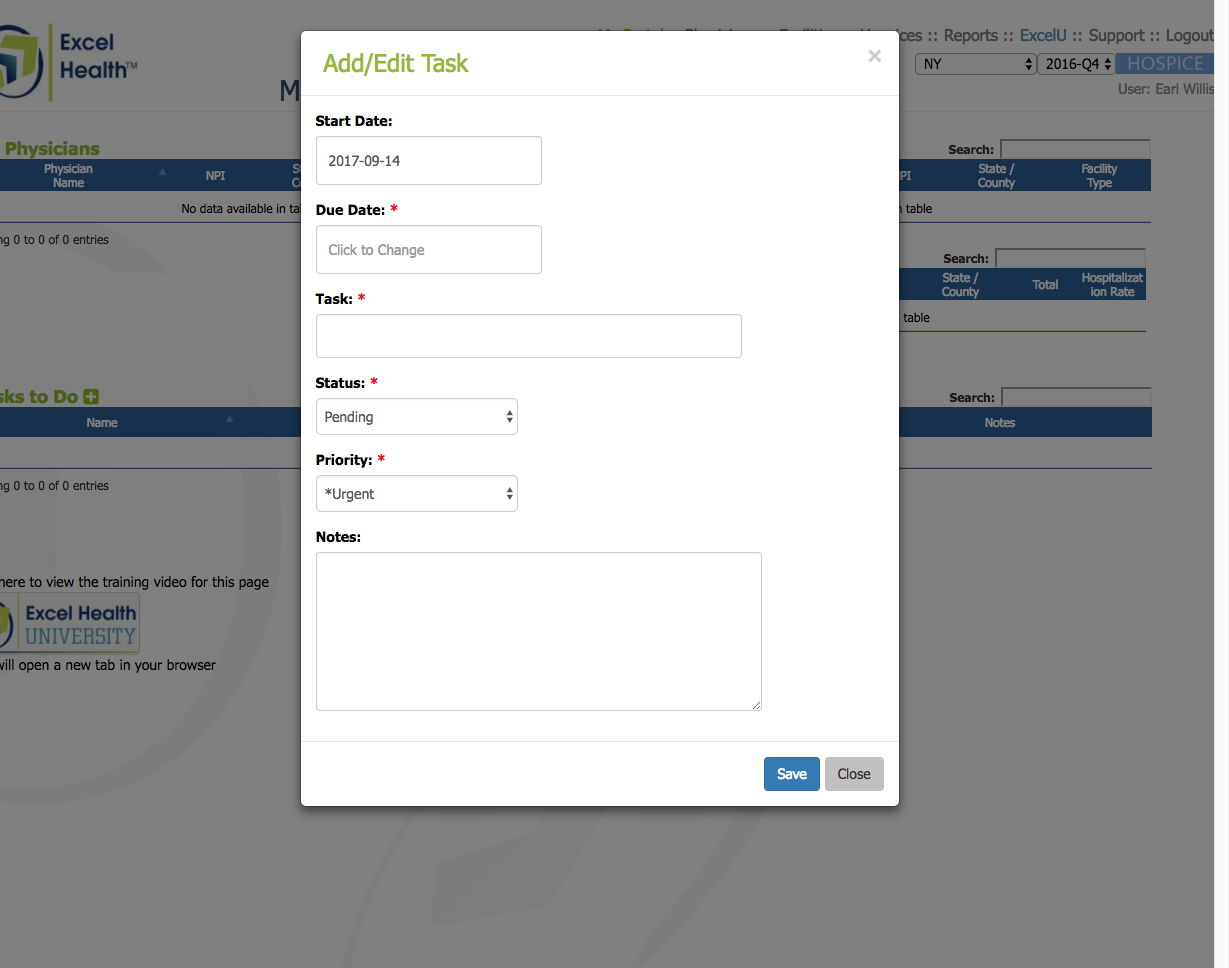 Excel
Health™
ces :: Reports :: ExcelU :: Support :: Logout
NY
2016-Q4
HOSPICE
User: Earl Willis
Add/Edit Task
×
Start Date:
2017-09-14
Due Date: *
Click to Change
Task: *
Status: *
Pending
Priority: *
*Urgent
Notes:
Save
Close
Physicians
Physician
Name
NPI
No data available in ta
ng 0 to 0 of 0 entries
Search:
PI
State /
County
Facility
Type
table
Search:
State /
County
Total
Hospitalizat
ion Rate
table
sks to Do
Search:
Name
Notes
ng 0 to 0 of 0 entries
here to view the training video for this page
Excel Health
UNIVERSITY
will open a new tab in your browser